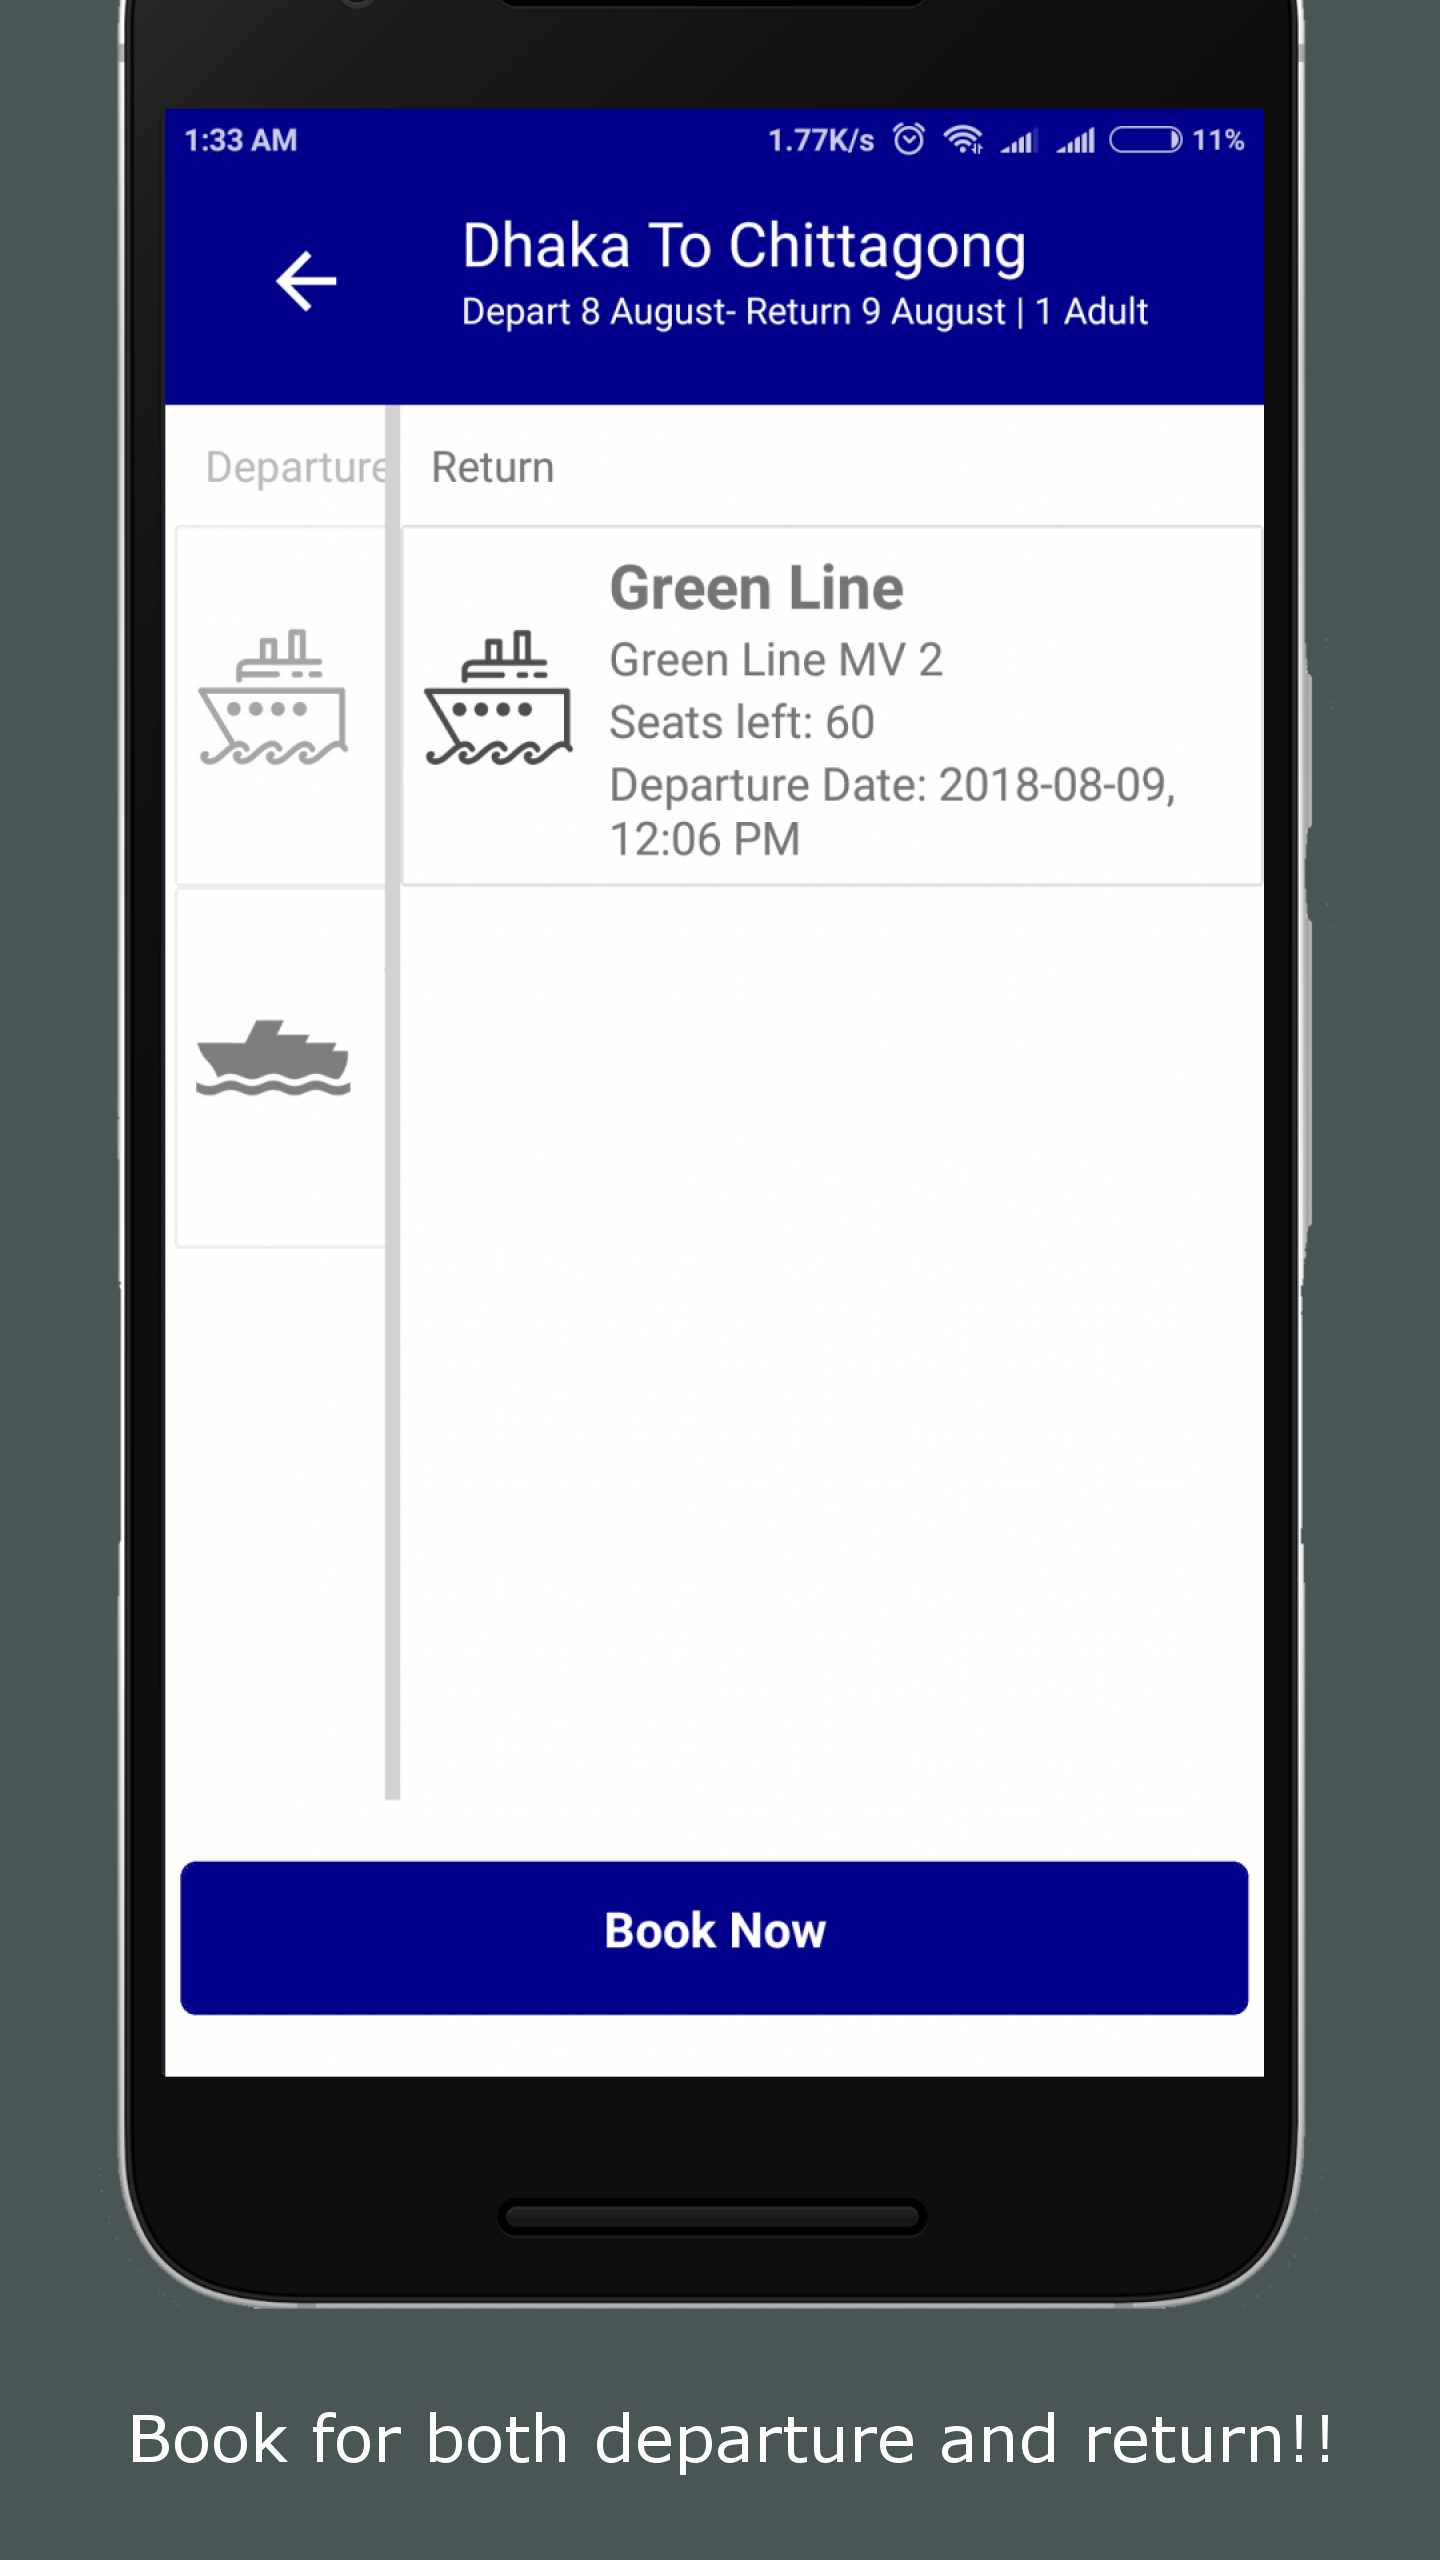 1:33 AM
1.77K/s
11%
Dhaka To Chittagong
Depart 8 August- Return 9 August | 1 Adult
Departure
Return
Green Line
Green Line MV 2
Seats left: 60
Departure Date: 2018-08-09,
12:06 PM
Book Now
Book for both departure and return!!